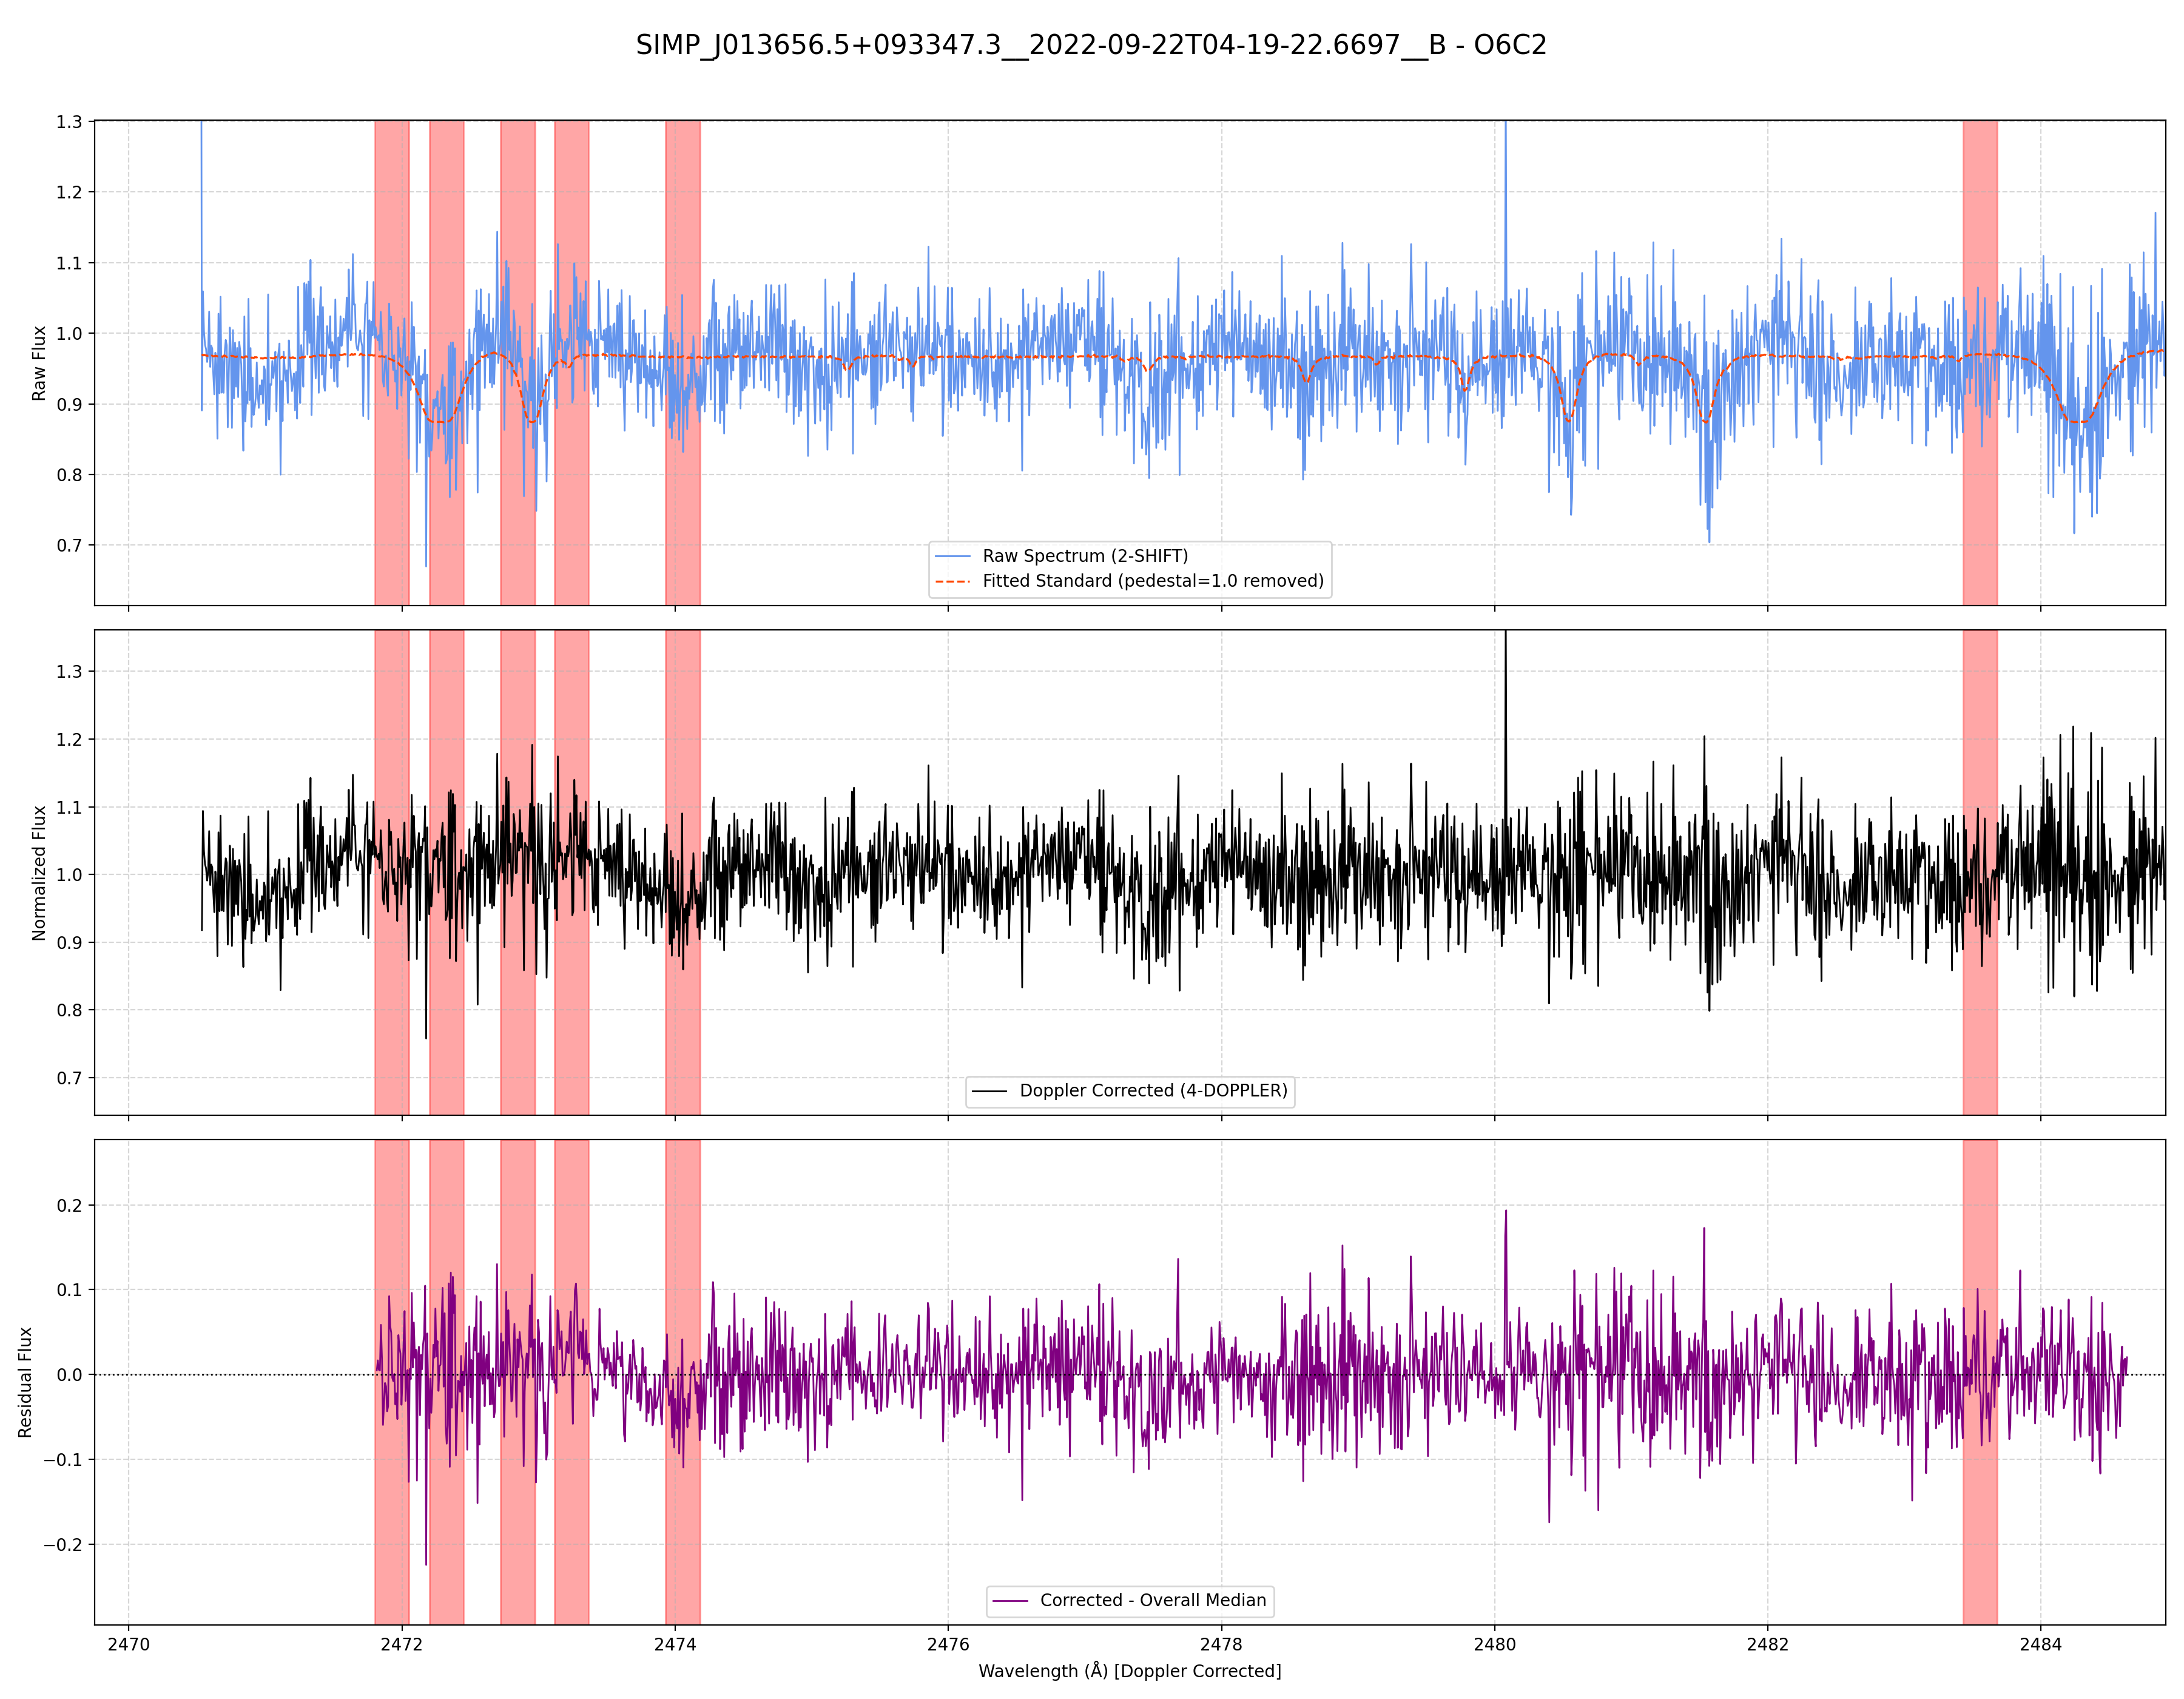 SIMP_J013656.5+093347.3__2022-09-22T04-19-22.6697__B - O6C2
1.3
1.2
1.1
1.0
0.9
0.8
0.7
Raw Flux
Raw Spectrum (2-SHIFT)
Fitted Standard (pedestal=1.0 removed)
1.3
1.2
1.1
1.0
0.9
0.8
0.7
Normalized Flux
Doppler Corrected (4-DOPPLER)
0.2
0.1
0.0
−0.1
−0.2
Residual Flux
Corrected - Overall Median
2470 2472 2474 2476 2478 2480 2482 2484
Wavelength (Å) [Doppler Corrected]